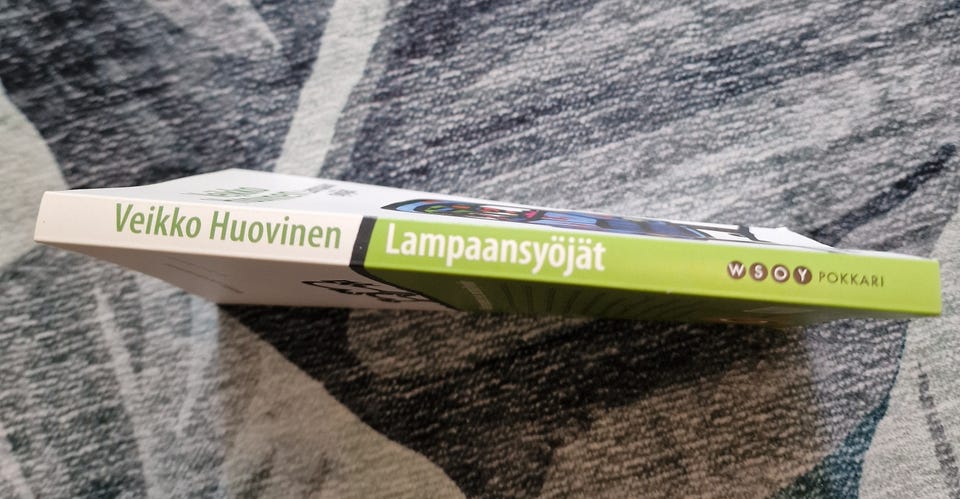 Veikko Huovinen
Lampaansyöjät
WSOY POKKARI